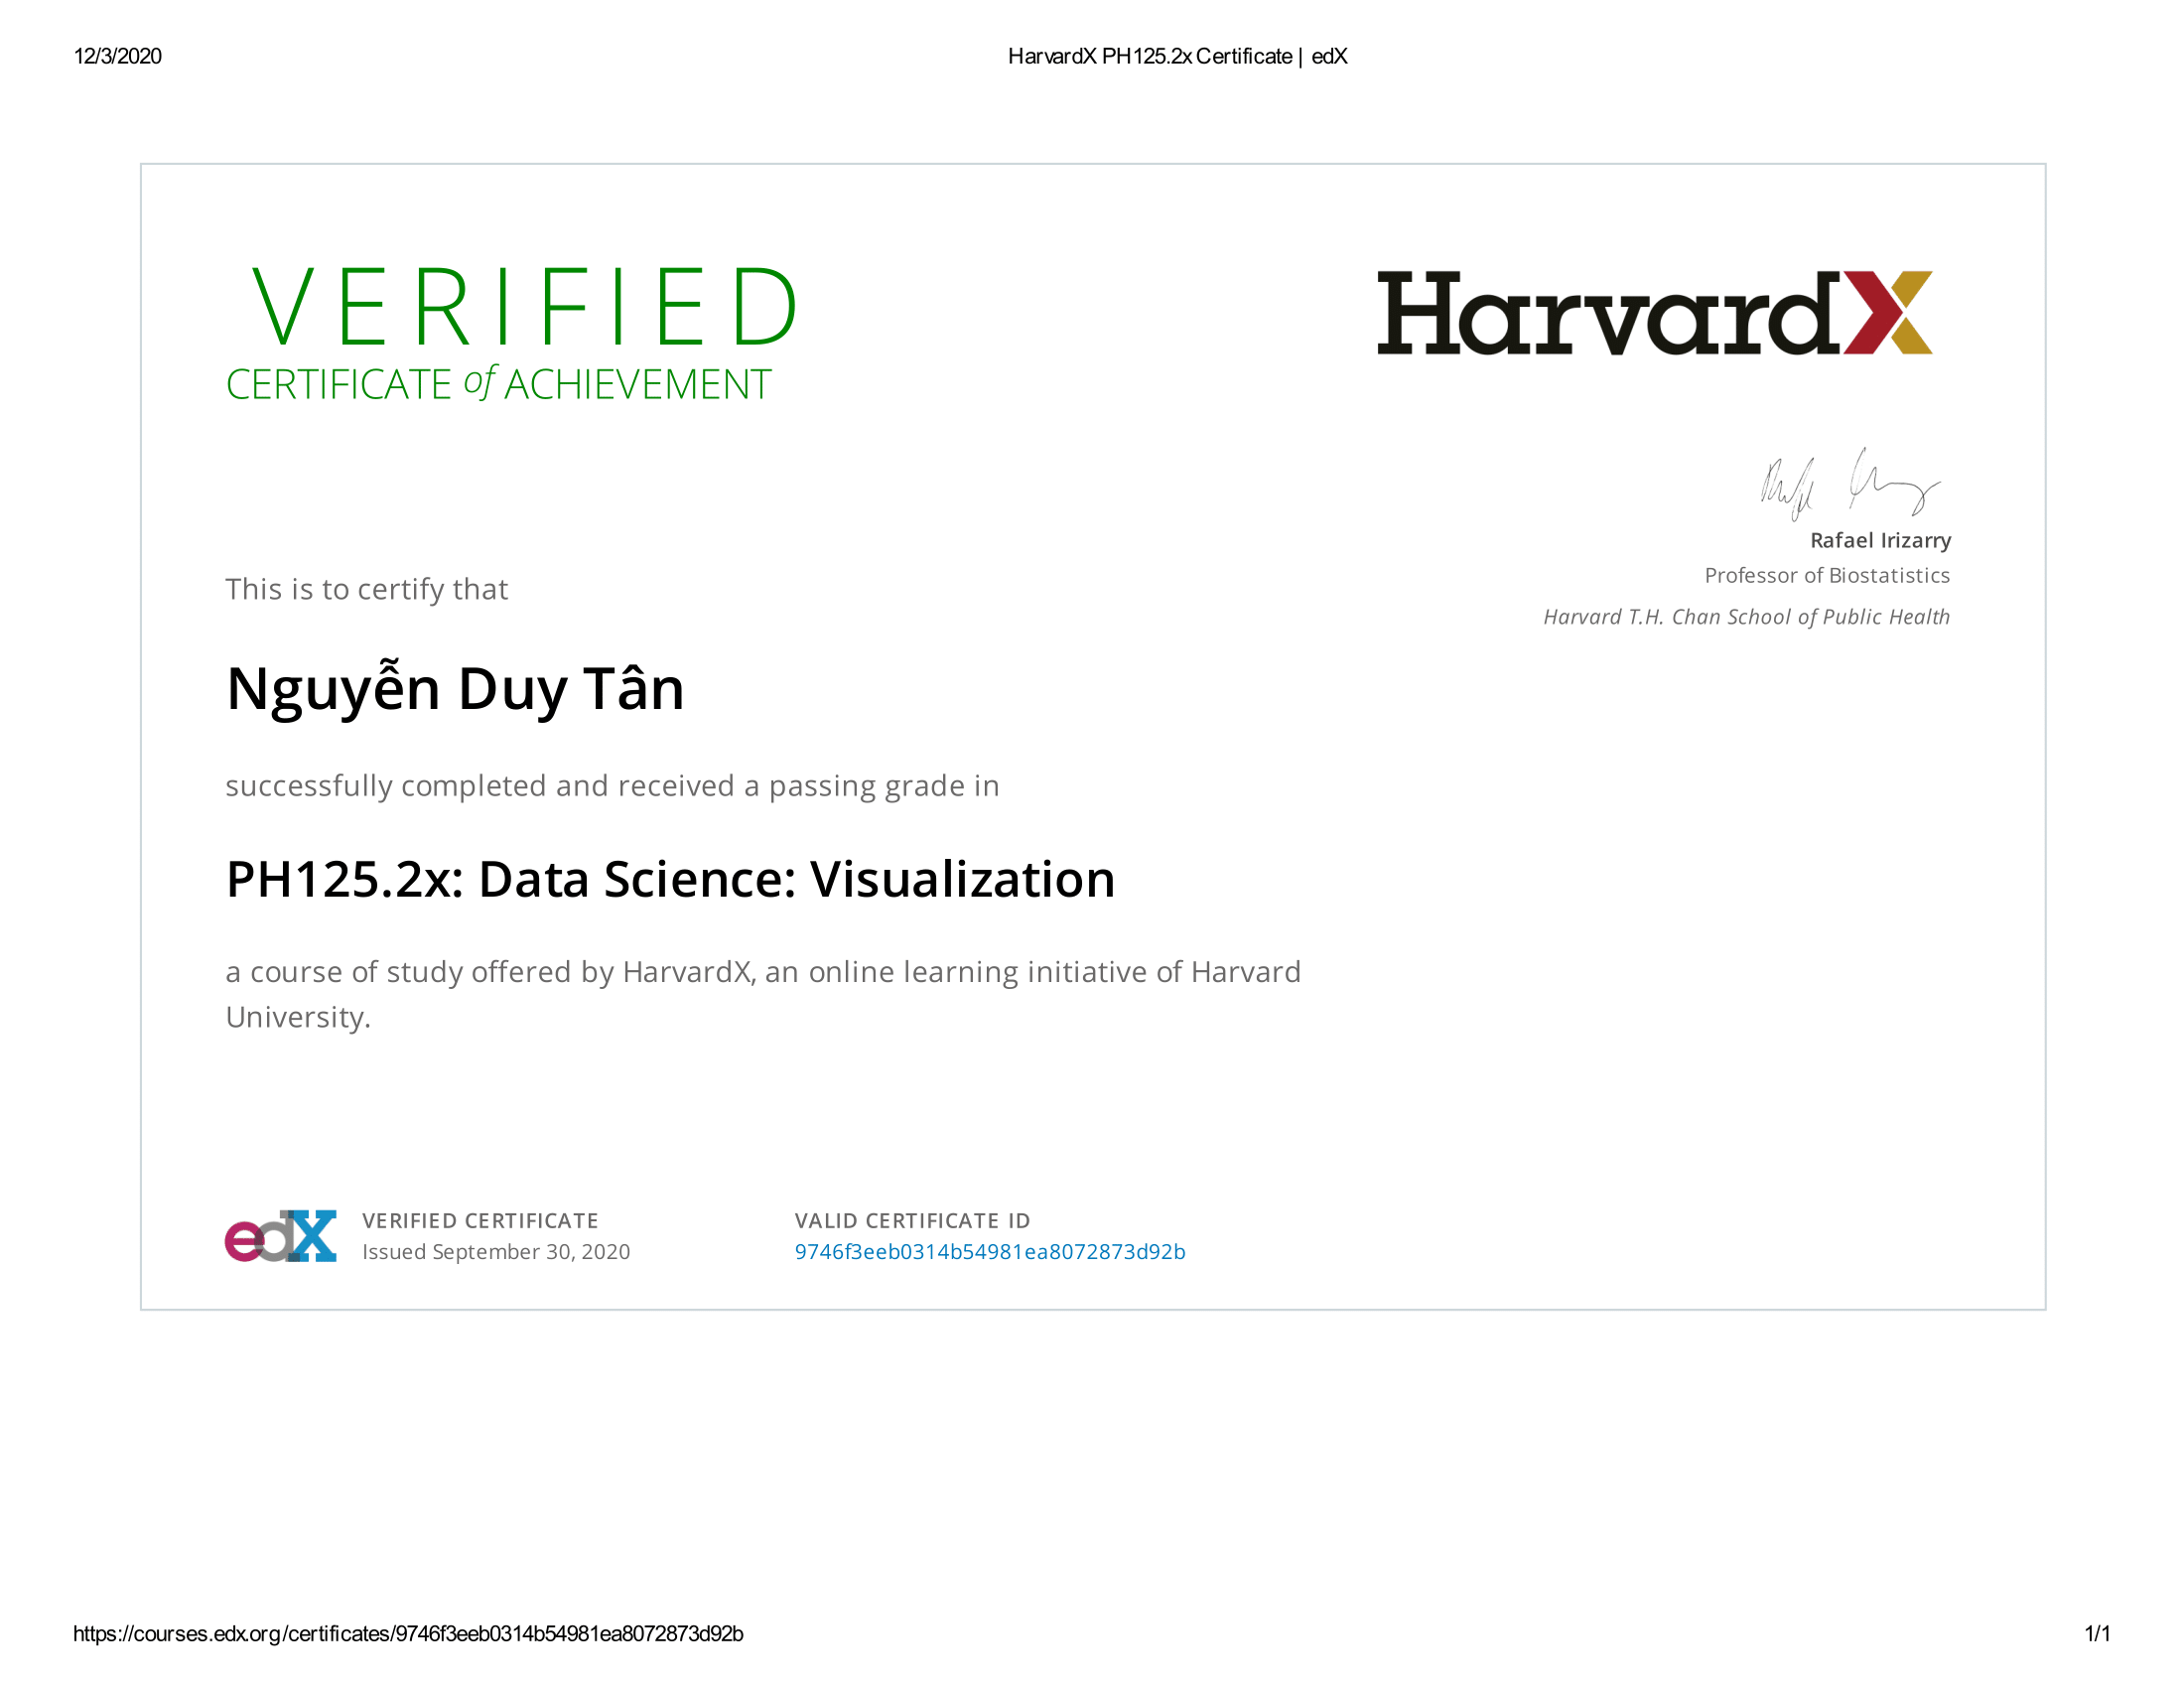 12/3/2020
HarvardX PH125.2x Certificate | edX
VERIFIED
CERTIFICATE of ACHIEVEMENT
HarvardX
Rafael Irizarry
Professor of Biostatistics
Harvard T.H. Chan School of Public Health
This is to certify that
Nguyễn Duy Tân
successfully completed and received a passing grade in
PH125.2x: Data Science: Visualization
a course of study offered by HarvardX, an online learning initiative of Harvard
University.
edX
VERIFIED CERTIFICATE
Issued September 30, 2020
VALID CERTIFICATE ID
9746f3eeb0314b54981ea8072873d92b
https://courses.edx.org/certificates/9746f3eeb0314b54981ea8072873d92b
1/1